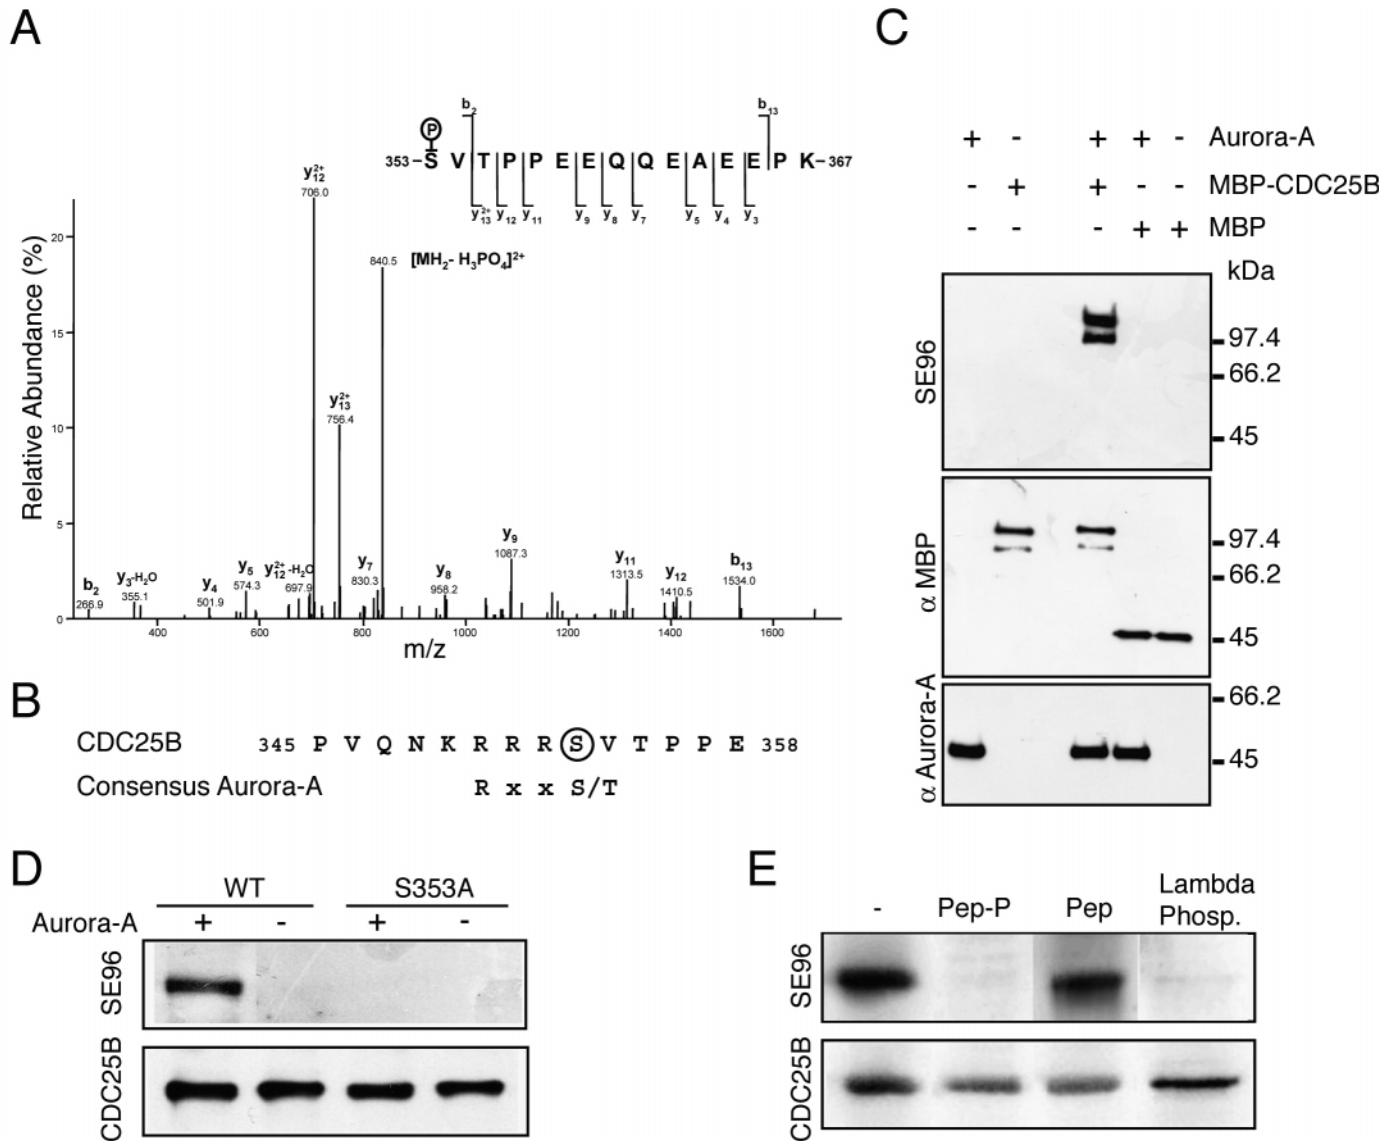 A
b2 b13
P
353–S V T P P E E Q Q E A E E P K–367
y13 2+ y12 y11 y9 y8 y7 y5 y4 y3
y12 2+
706.0
840.5 [MH2- H3PO4]2+
y13 2+
756.4
Relative Abundance (%)
20
15
10
5
0
b2
266.9
y3-H2O
355.1
y4
501.9
y5
574.3
y12 2+-H2O
697.9
y7
830.3
y8
958.2
y9
1087.3
y11
1313.5
y12
1410.5
b13
1534.0
400 600 800 1000 1200 1400 1600
m/z
B
CDC25B 345 P V Q N K R R R S V T P P E 358
Consensus Aurora-A R x x S/T
C
+ - + + - Aurora-A
- + + - - MBP-CDC25B
- - - + + MBP
kDa
SE96
97.4
66.2
45
α MBP
97.4
66.2
45
α Aurora-A
66.2
45
D
WT S353A
Aurora-A + - + -
SE96
CDC25B
E
- Pep-P Pep Lambda
Phosp.
SE96
CDC25B